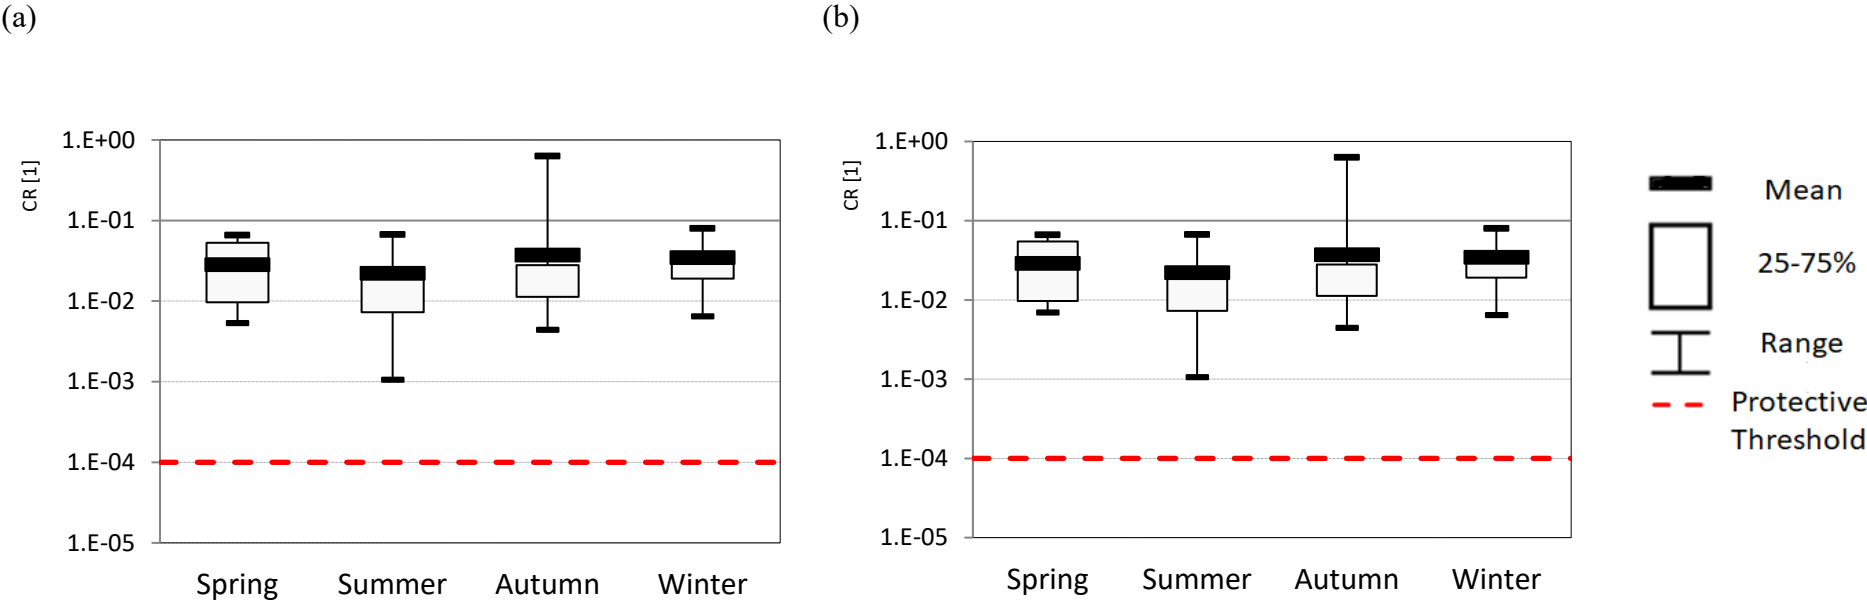 (a)
(b)
1.E+00
1.E-01
1.E-02
1.E-03
1.E-04
1.E-05
CR [1]
Spring Summer Autumn Winter
1.E+00
1.E-01
1.E-02
1.E-03
1.E-04
1.E-05
CR [1]
Spring Summer Autumn Winter
Mean
25-75%
Range
Protective
Threshold